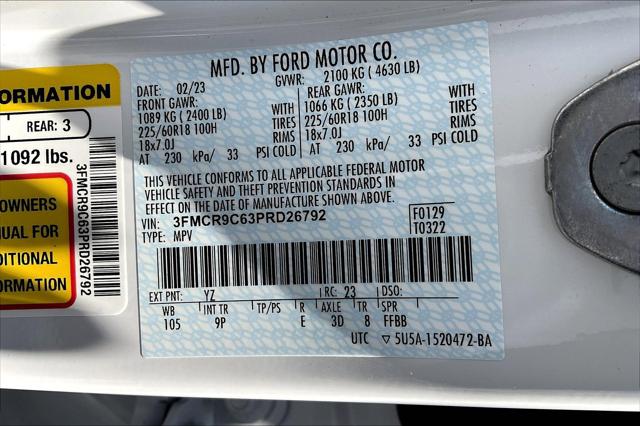 ORMATION
REAR: 3
1092 lbs.
3FMCR9C63PRD26792
OWNERS
NUAL FOR
DITIONAL
ORMATION
MFD. BY FORD MOTOR CO.
DATE: 02/23 GVWR: 2100 KG ( 4630 LB)
FRONT GAWR: REAR GAWR:
1089 KG ( 2400 LB) WITH 1066 KG ( 2350 LB) WITH
225/60R18 100H TIRES 225/60R18 100H TIRES
18x7.0J RIMS 18x7.0J RIMS
AT 230 kPa/ 33 PSI COLD AT 230 kPa/ 33 PSI COLD
THIS VEHICLE CONFORMS TO ALL APPLICABLE FEDERAL MOTOR
VEHICLE SAFETY AND THEFT PREVENTION STANDARDS IN
EFFECT ON THE DATE OF MANUFACTURE SHOWN ABOVE.
VIN: 3FMCR9C63PRD26792 F0129
TYPE: MPV T0322
EXT PNT: YZ RC: 23 DSO:
WB INT TR TP/PS R AXLE TR SPR
105 9P E 3D 8 FFBB
UTC ▽ 5U5A-1520472-BA